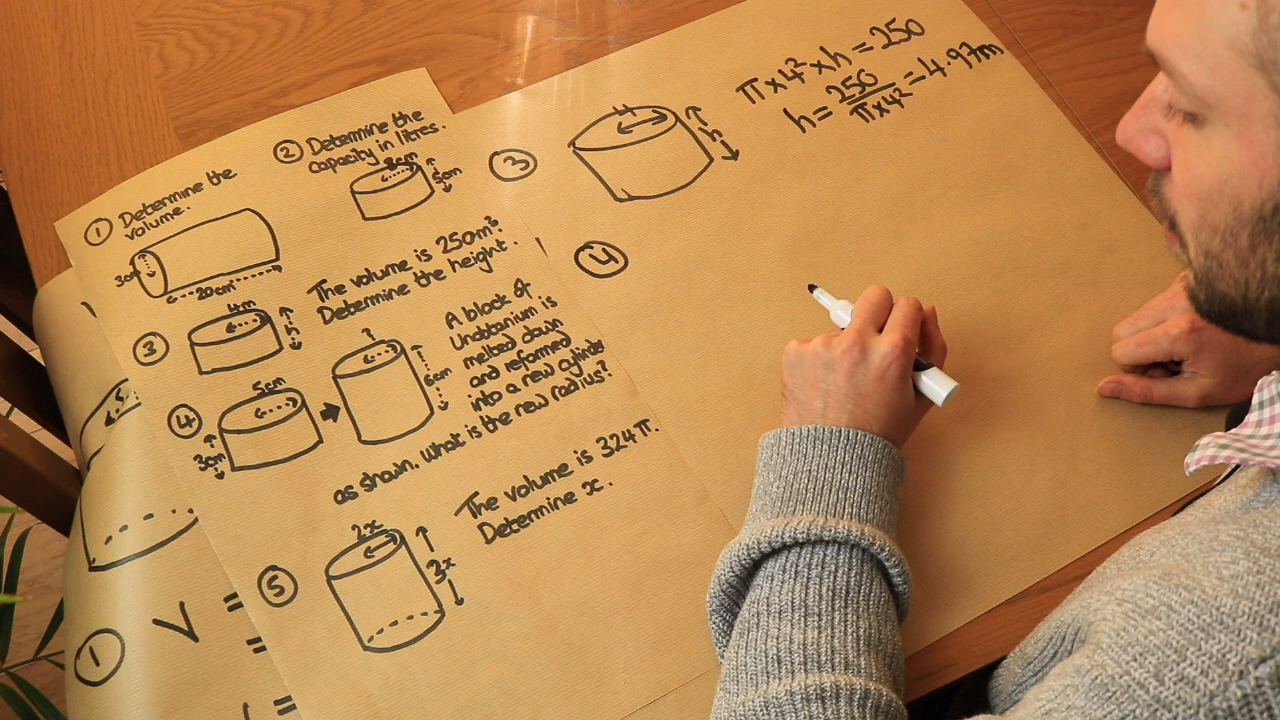 ① Determine the
volume.
3cm
20cm
② Determine the
capacity in litres.
8cm
5cm
③
4m
h
The volume is 250m³.
Determine the height.
④
5cm
3cm
6cm
A block of
Unobtanium is
melted down
and reformed
into a new cylinder
as shown. What is the new radius?
⑤
2x
3x
The volume is 324π.
Determine x.
① V =
=
=
③
4
h
π×4²×h = 250
h = 250/π×4² = 4.97m
④